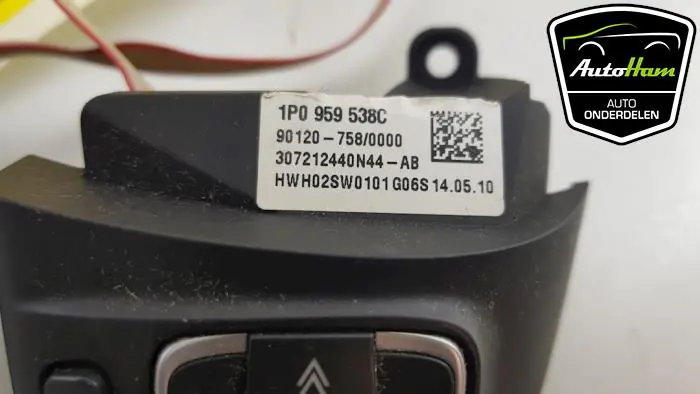 1P0 959 538C
90120-758/0000
307212440N44-AB
HWH02SW0101G06S 14.05.10
AutoHam
AUTO
ONDERDELEN